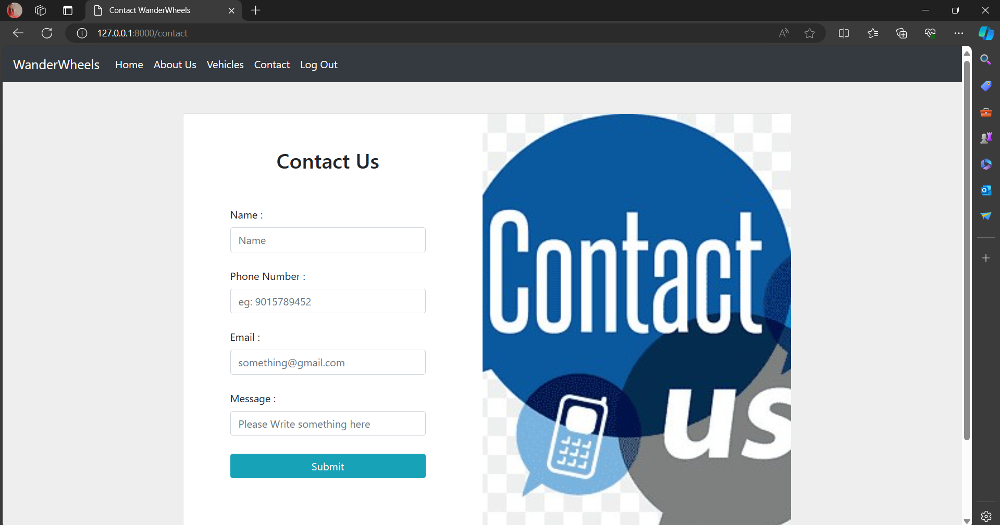 Contact WanderWheels
127.0.0.1:8000/contact
WanderWheels Home About Us Vehicles Contact Log Out
Contact Us
Name :
Name
Phone Number :
eg: 9015789452
Email :
something@gmail.com
Message :
Please Write something here
Submit
Contact
us